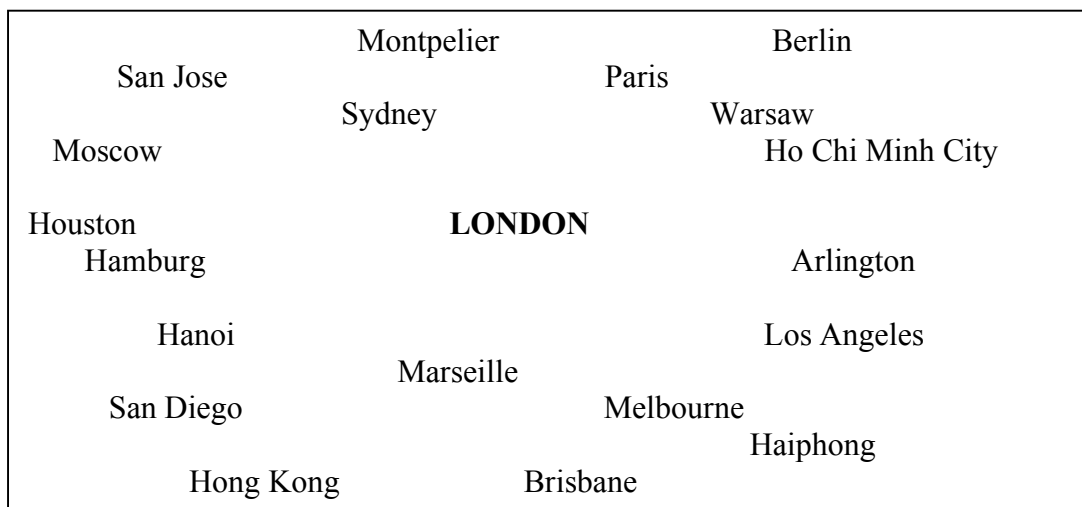 Montpelier Berlin
San Jose Paris
Sydney Warsaw
Moscow Ho Chi Minh City
Houston LONDON
Hamburg Arlington
Hanoi Los Angeles
Marseille
San Diego Melbourne
Haiphong
Hong Kong Brisbane